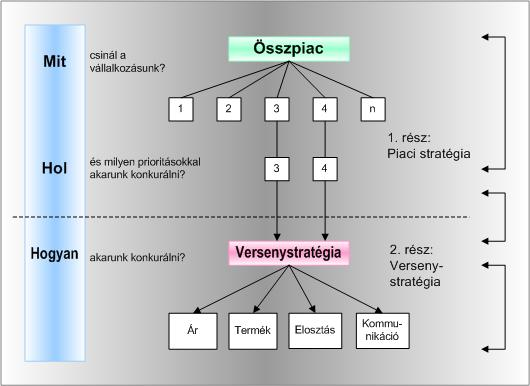 Mit
csinál a
vállalkozásunk?
Összpiac
1
2
3
4
n
Hol
és milyen prioritásokkal
akarunk konkurálni?
3
4
1. rész:
Piaci stratégia
Hogyan
akarunk konkurálni?
Versenystratégia
2. rész:
Verseny-
stratégia
Ár
Termék
Elosztás
Kommu-
nikáció